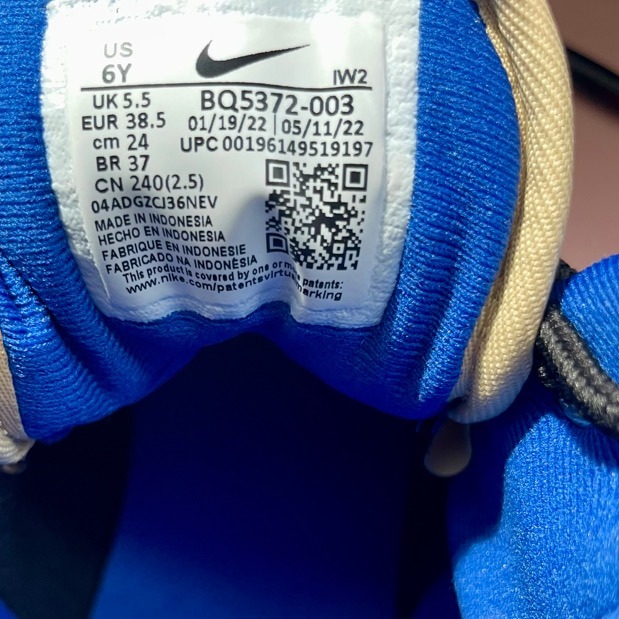 US
6Y
IW2
UK 5.5
BQ5372-003
EUR 38.5
01/19/22 | 05/11/22
cm 24
UPC 00196149519197
BR 37
CN 240(2.5)
04ADGZCJ36NEV
MADE IN INDONESIA
HECHO EN INDONESIA
FABRIQUE EN INDONESIE
FABRICADO NA INDONÉSIA
This product is covered by one or more patents:
www.nike.com/patentsvirtualmarking